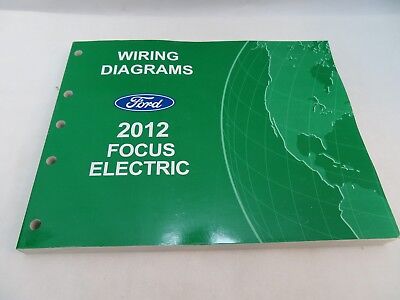 WIRING
DIAGRAMS
Ford
2012
FOCUS
ELECTRIC